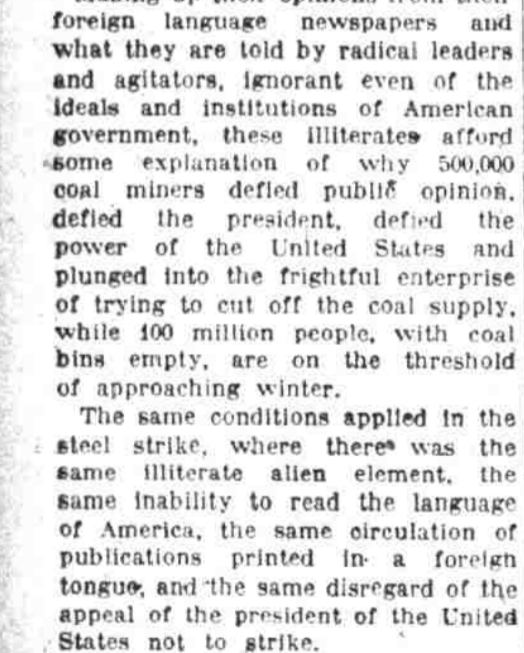 foreign language newspapers and
what they are told by radical leaders
and agitators, ignorant even of the
ideals and institutions of American
government, these illiterates afford
some explanation of why 500,000
coal miners defied public opinion,
defied the president, defied the
power of the United States and
plunged into the frightful enterprise
of trying to cut off the coal supply,
while 100 million people, with coal
bins empty, are on the threshold
of approaching winter.
The same conditions applied in the
steel strike, where there was the
same illiterate alien element, the
same inability to read the language
of America, the same circulation of
publications printed in a foreign
tongue, and the same disregard of the
appeal of the president of the United
States not to strike.